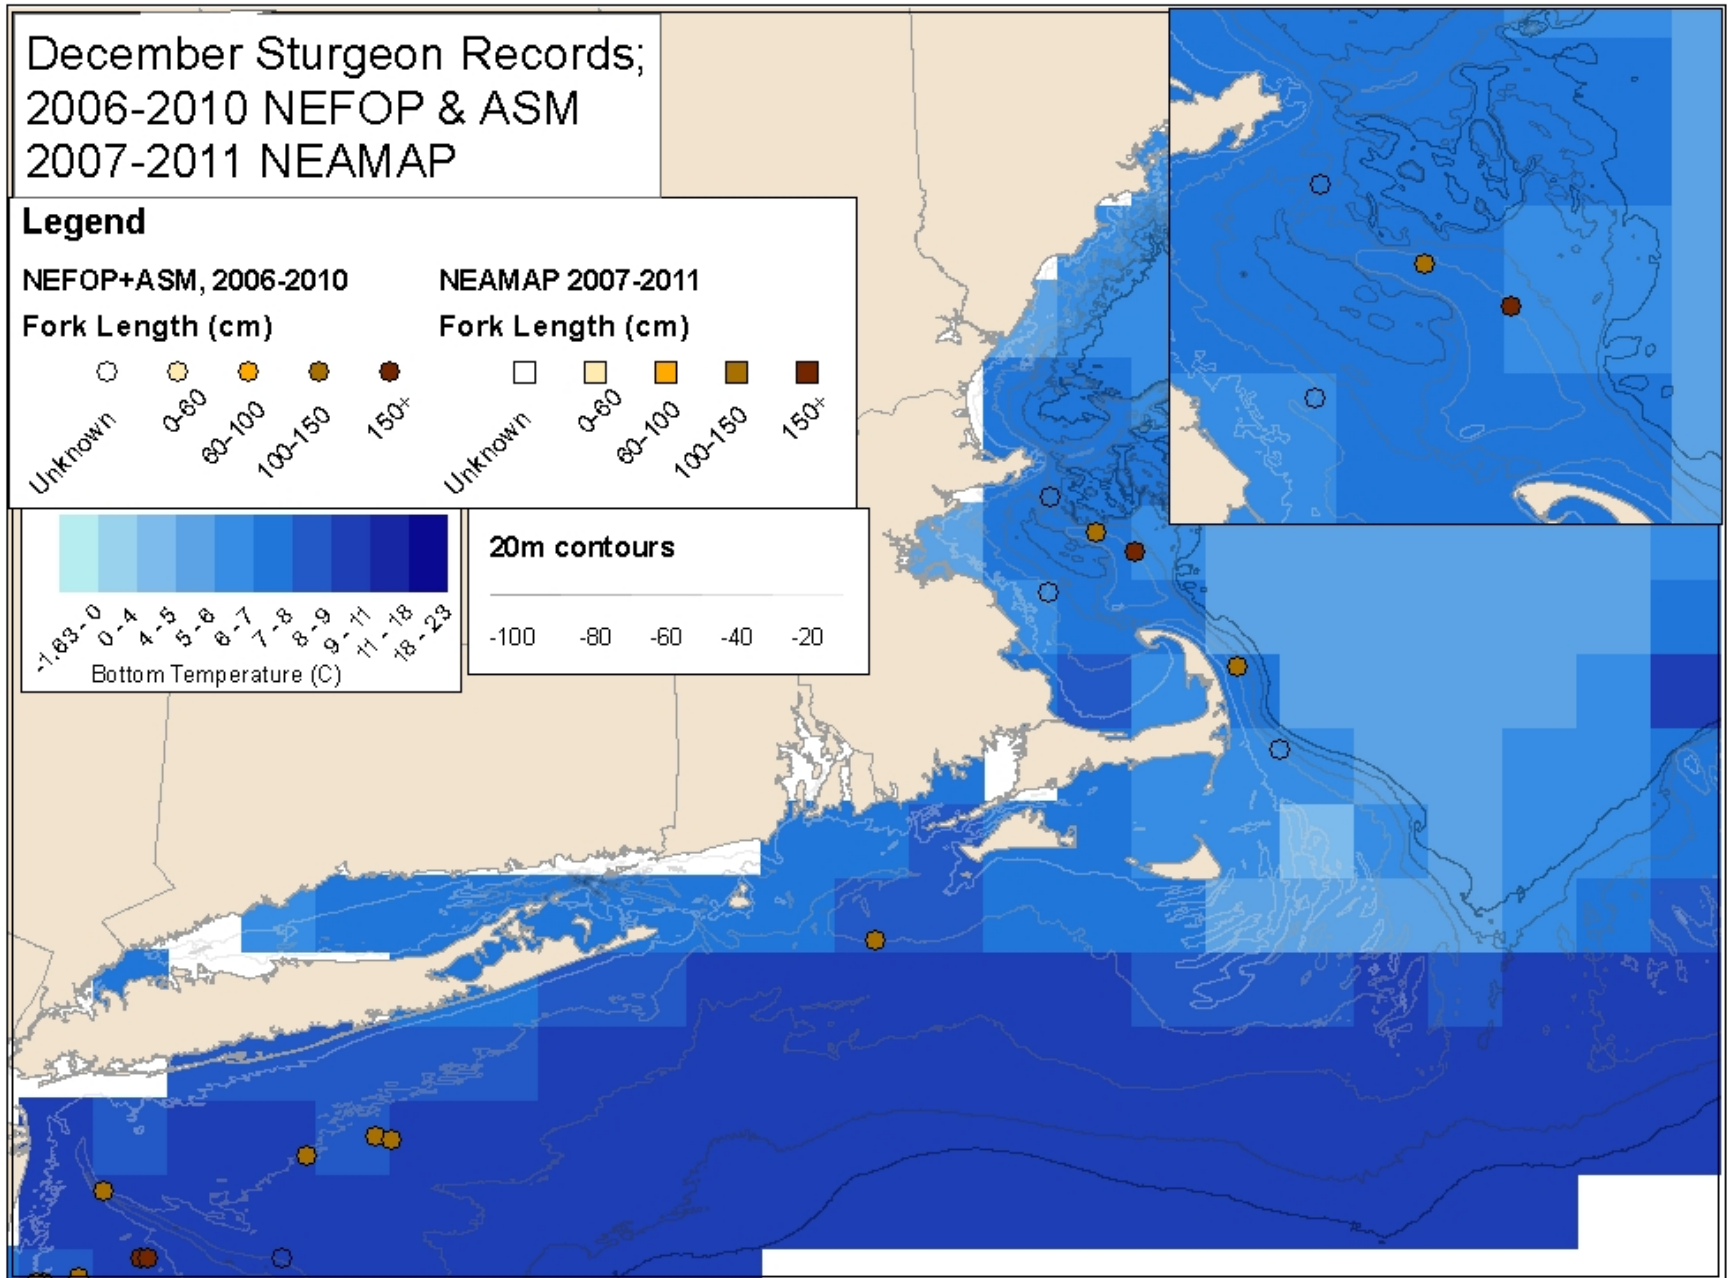 December Sturgeon Records;
2006-2010 NEFOP & ASM
2007-2011 NEAMAP
Legend
NEFOP+ASM, 2006-2010
Fork Length (cm)
Unknown
0-60
60-100
100-150
150+
NEAMAP 2007-2011
Fork Length (cm)
Unknown
0-60
60-100
100-150
150+
-1.63 - 0
0 - 4
4 - 5
5 - 6
6 - 7
7 - 8
8 - 9
9 - 11
11 - 18
18 - 23
Bottom Temperature (C)
20m contours
-100 -80 -60 -40 -20